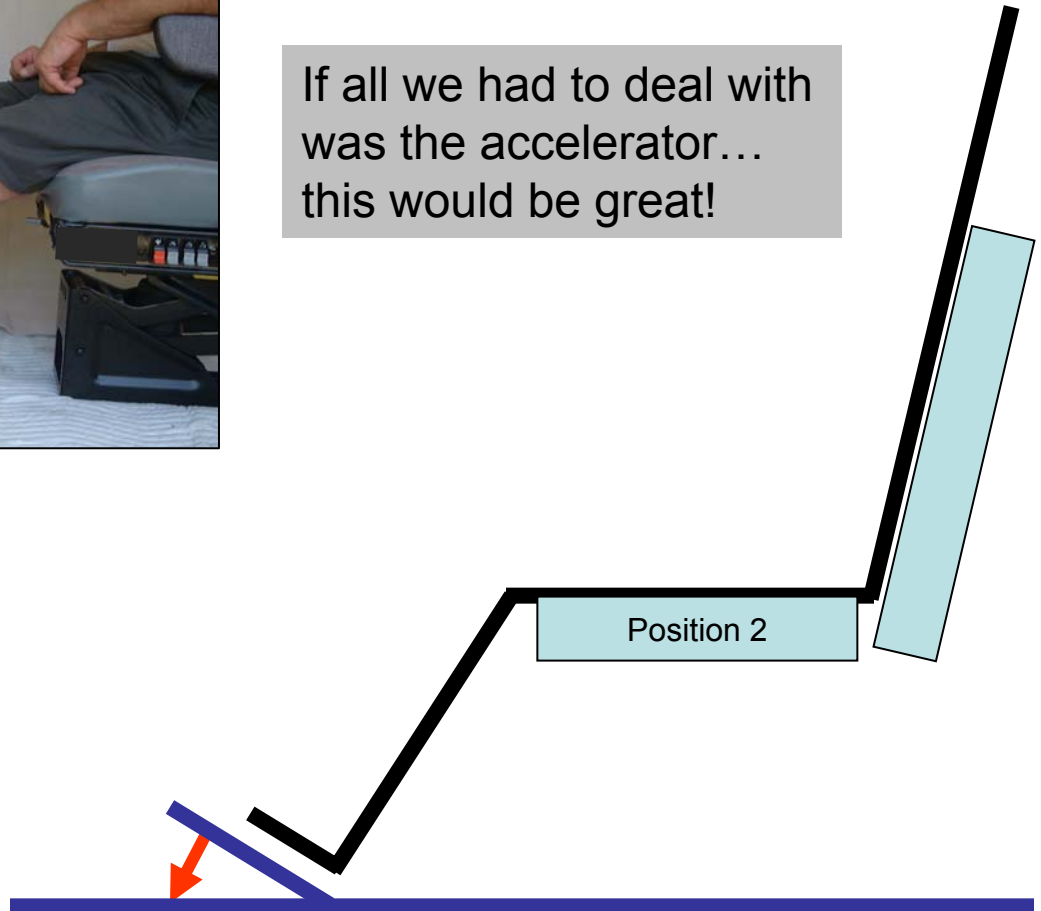 If all we had to deal with
was the accelerator…
this would be great!
Position 2